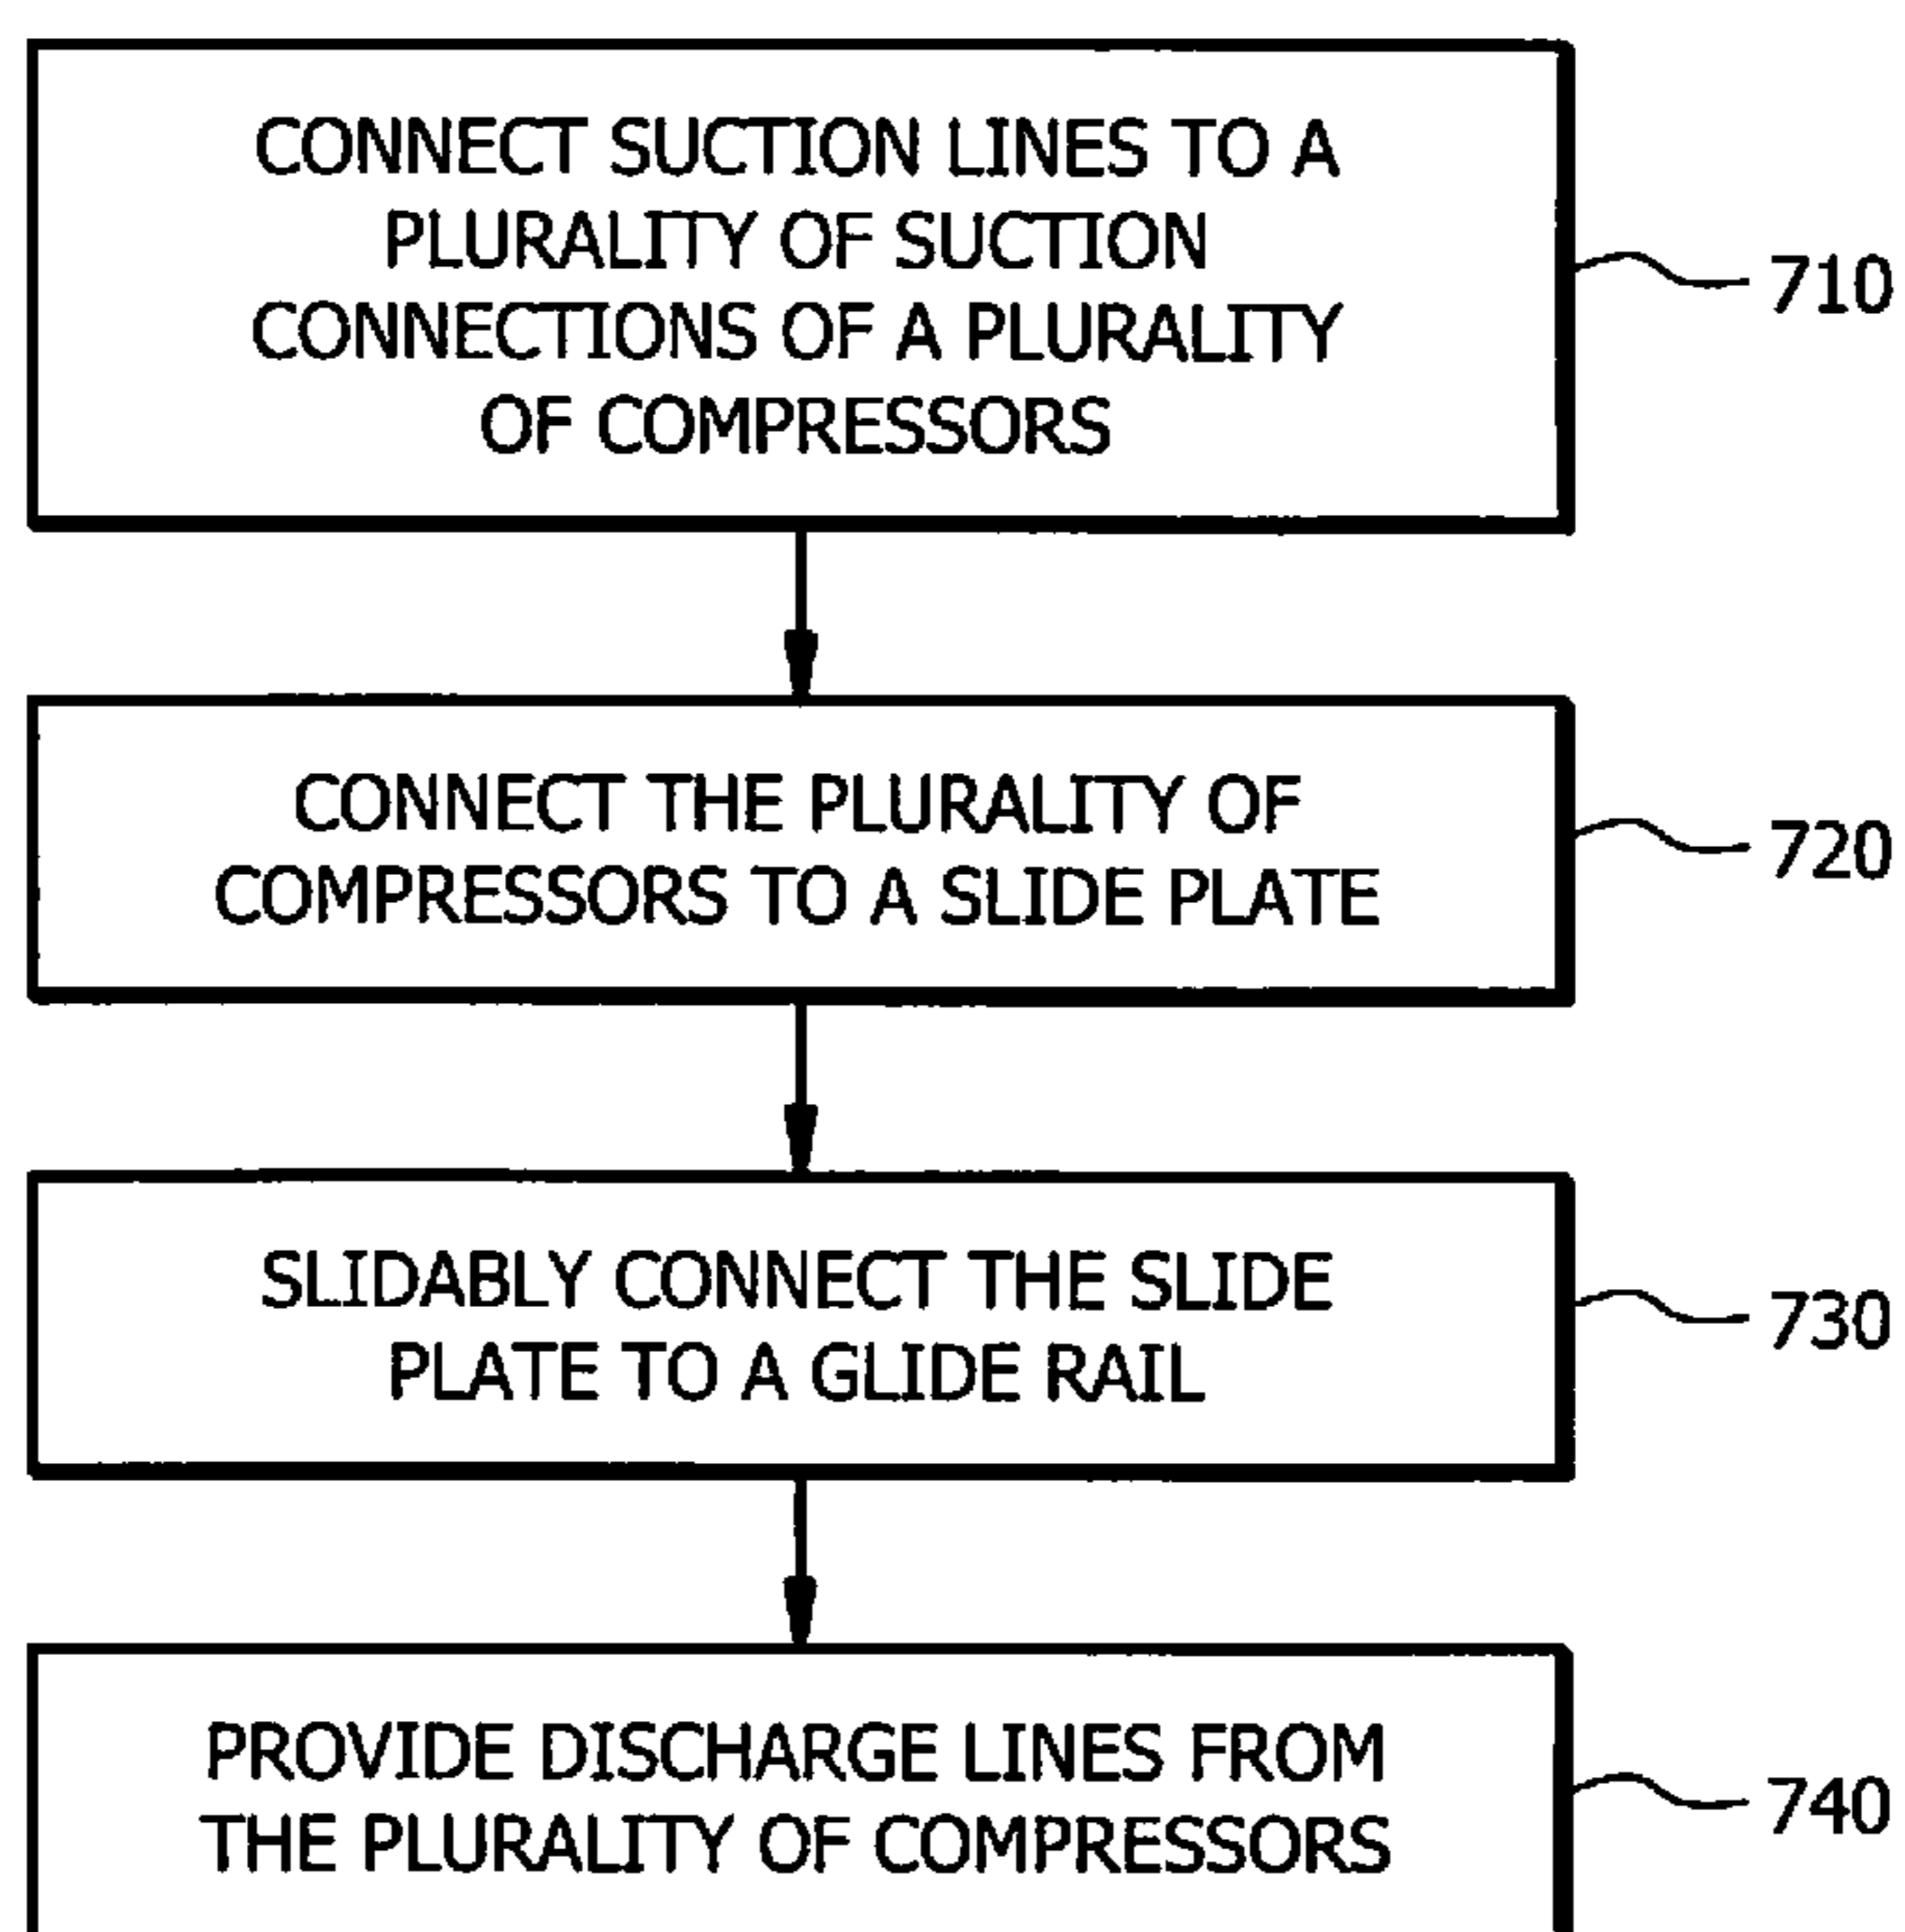 CONNECT SUCTION LINES TO A
PLURALITY OF SUCTION
CONNECTIONS OF A PLURALITY
OF COMPRESSORS
710
CONNECT THE PLURALITY OF
COMPRESSORS TO A SLIDE PLATE
720
SLIDABLY CONNECT THE SLIDE
PLATE TO A GLIDE RAIL
730
PROVIDE DISCHARGE LINES FROM
THE PLURALITY OF COMPRESSORS
740